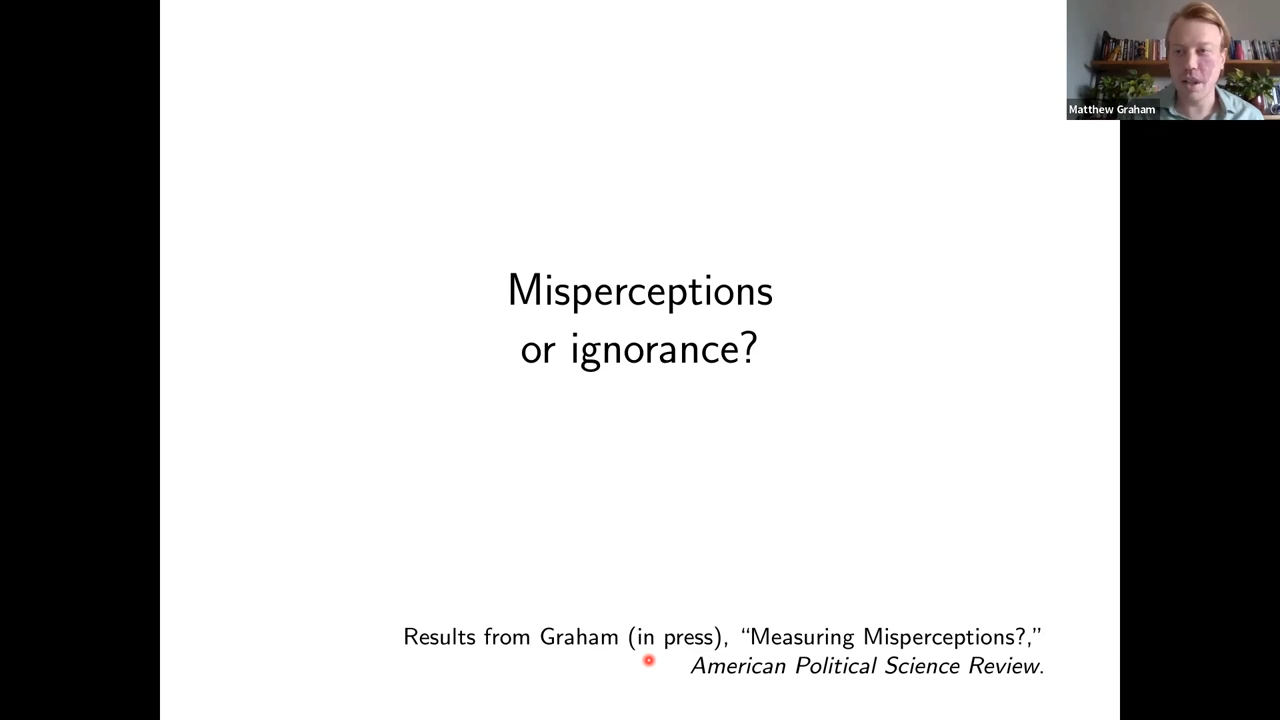 Matthew Graham
Misperceptions
or ignorance?
Results from Graham (in press), “Measuring Misperceptions?,”
American Political Science Review.